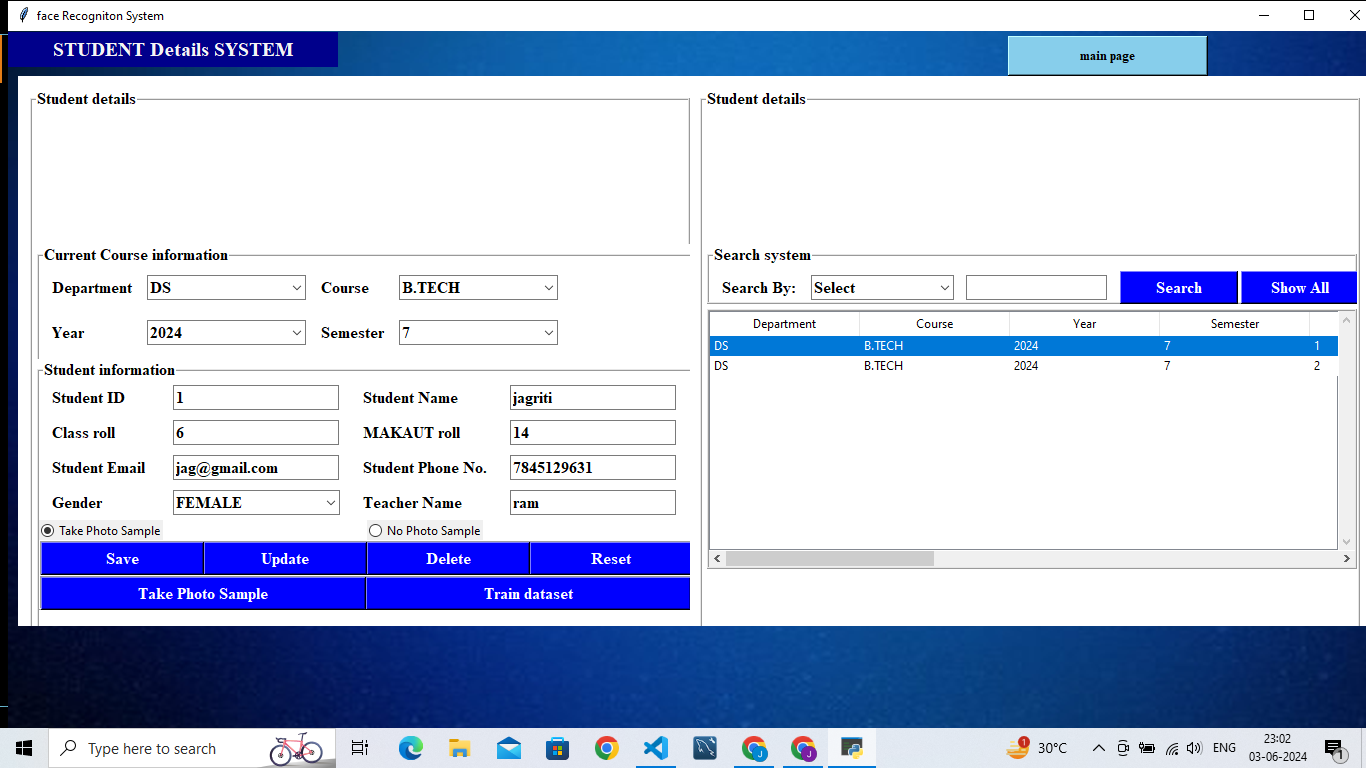 face Recogniton System
STUDENT Details SYSTEM
main page
Student details
Current Course information
Department DS Course B.TECH
Year 2024 Semester 7
Student information
Student ID 1 Student Name jagriti
Class roll 6 MAKAUT roll 14
Student Email jag@gmail.com Student Phone No. 7845129631
Gender FEMALE Teacher Name ram
Take Photo Sample No Photo Sample
Save Update Delete Reset
Take Photo Sample Train dataset
Student details
Search system
Search By: Select Search Show All
Department Course Year Semester
DS B.TECH 2024 7 1
DS B.TECH 2024 7 2
Type here to search
1
30°C
ENG
23:02
03-06-2024
1